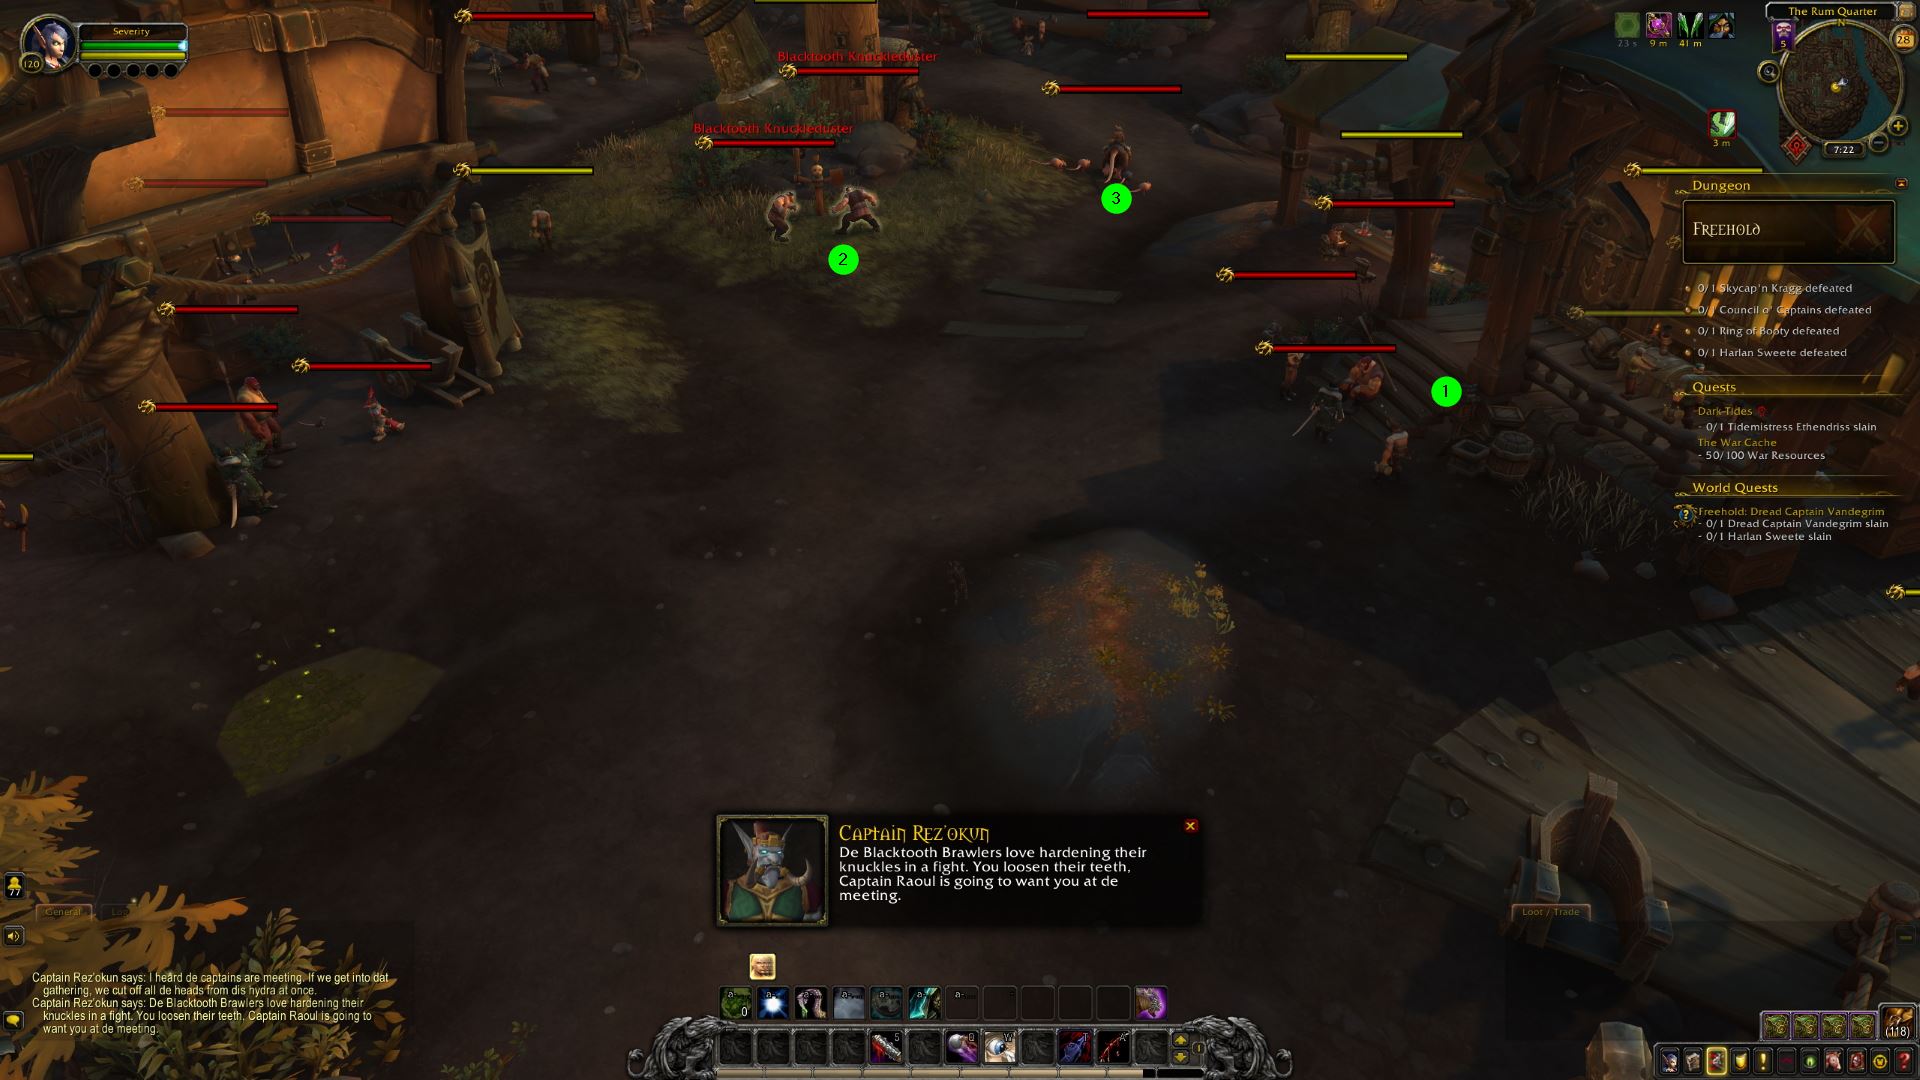 Severity
120
Blacktooth Knuckleduster
Blacktooth Knuckleduster
3
2
1
23 s
9 m
41 m
The Rum Quarter
N
5
28
3 m
7:22
Dungeon
Freehold
0/1 Skycap'n Kragg defeated
0/1 Council o' Captains defeated
0/1 Ring of Booty defeated
0/1 Harlan Sweete defeated
Quests
Dark Tides
- 0/1 Tidemistress Ethendriss slain
The War Cache
- 50/100 War Resources
World Quests
Freehold: Dread Captain Vandegrim
- 0/1 Dread Captain Vandegrim slain
- 0/1 Harlan Sweete slain
Captain Rez'okun
De Blacktooth Brawlers love hardening their
knuckles in a fight. You loosen their teeth,
Captain Raoul is going to want you at de
meeting.
77
General
Captain Rez'okun says: I heard de captains are meeting. If we get into dat
gathering, we cut off all de heads from dis hydra at once.
Captain Rez'okun says: De Blacktooth Brawlers love hardening their
knuckles in a fight. You loosen their teeth, Captain Raoul is going to
want you at de meeting.
Loot / Trade
0
1
(118)